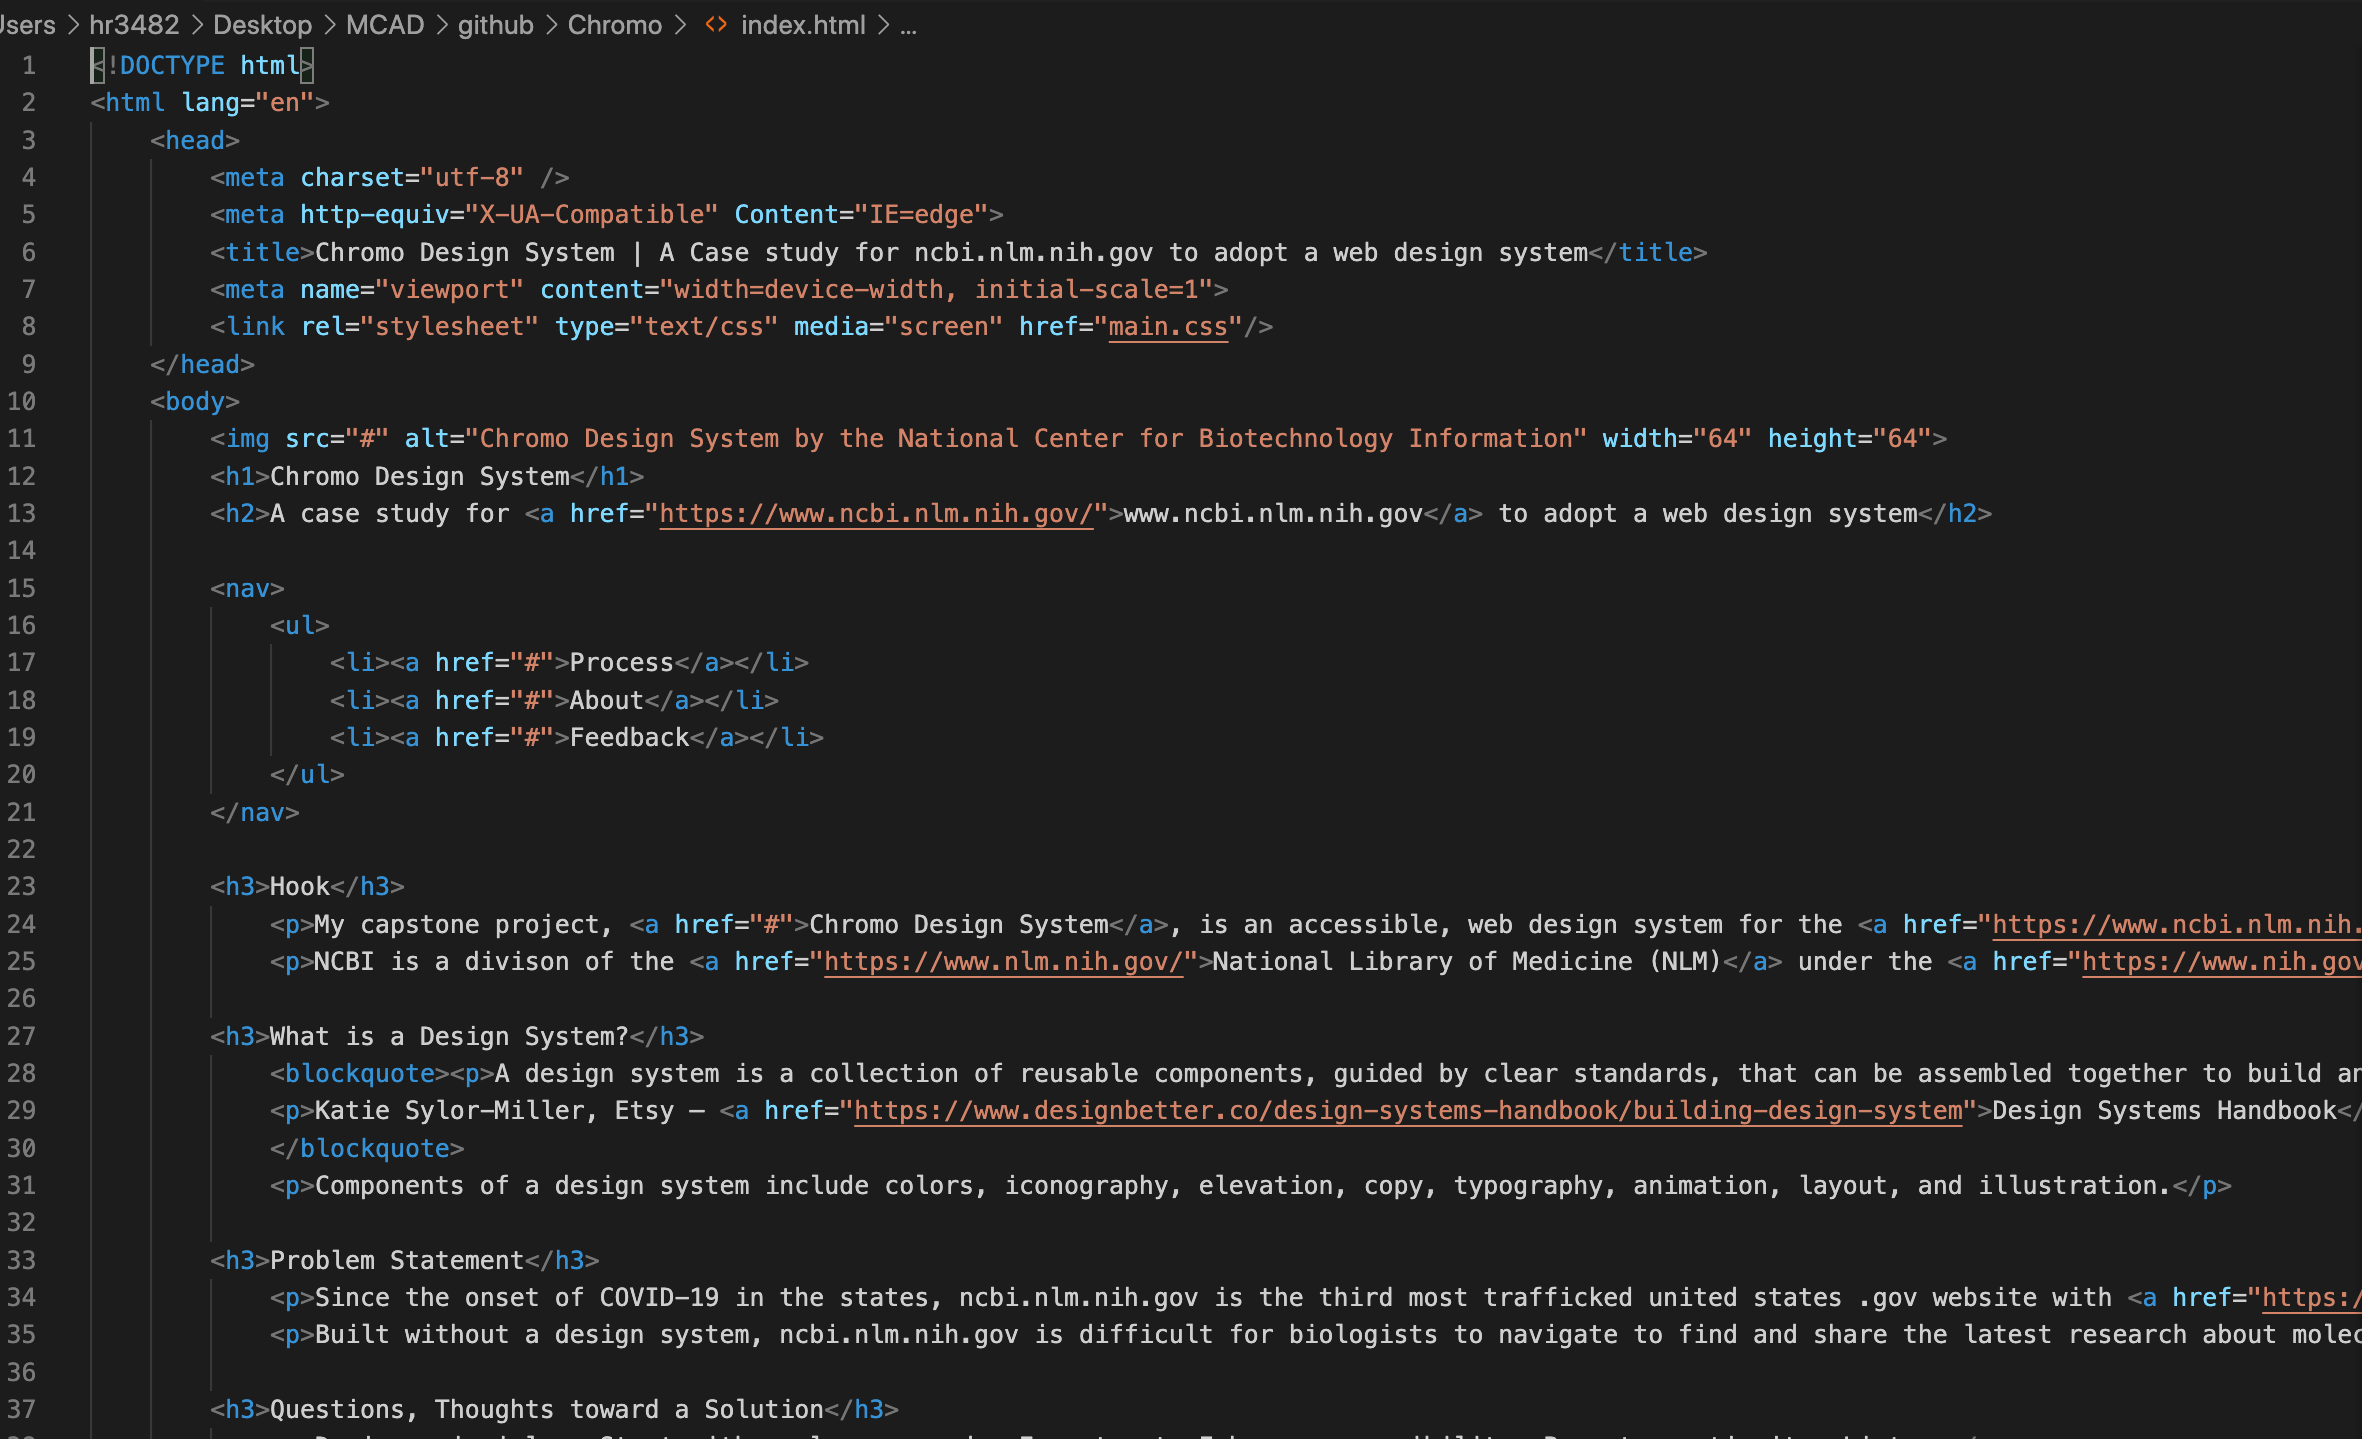 Users > hr3482 > Desktop > MCAD > github > Chromo > <> index.html > ...
1 <!DOCTYPE html>
2 <html lang="en">
3 <head>
4 <meta charset="utf-8" />
5 <meta http-equiv="X-UA-Compatible" Content="IE=edge">
6 <title>Chromo Design System | A Case study for ncbi.nlm.nih.gov to adopt a web design system</title>
7 <meta name="viewport" content="width=device-width, initial-scale=1">
8 <link rel="stylesheet" type="text/css" media="screen" href="main.css"/>
9 </head>
10 <body>
11 <img src="#" alt="Chromo Design System by the National Center for Biotechnology Information" width="64" height="64">
12 <h1>Chromo Design System</h1>
13 <h2>A case study for <a href="https://www.ncbi.nlm.nih.gov/">www.ncbi.nlm.nih.gov</a> to adopt a web design system</h2>
14
15 <nav>
16 <ul>
17 <li><a href="#">Process</a></li>
18 <li><a href="#">About</a></li>
19 <li><a href="#">Feedback</a></li>
20 </ul>
21 </nav>
22
23 <h3>Hook</h3>
24 <p>My capstone project, <a href="#">Chromo Design System</a>, is an accessible, web design system for the <a href="https://www.ncbi.nlm.nih.
25 <p>NCBI is a divison of the <a href="https://www.nlm.nih.gov/">National Library of Medicine (NLM)</a> under the <a href="https://www.nih.gov
26
27 <h3>What is a Design System?</h3>
28 <blockquote><p>A design system is a collection of reusable components, guided by clear standards, that can be assembled together to build an
29 <p>Katie Sylor-Miller, Etsy — <a href="https://www.designbetter.co/design-systems-handbook/building-design-system">Design Systems Handbook</
30 </blockquote>
31 <p>Components of a design system include colors, iconography, elevation, copy, typography, animation, layout, and illustration.</p>
32
33 <h3>Problem Statement</h3>
34 <p>Since the onset of COVID-19 in the states, ncbi.nlm.nih.gov is the third most trafficked united states .gov website with <a href="https:/
35 <p>Built without a design system, ncbi.nlm.nih.gov is difficult for biologists to navigate to find and share the latest research about molec
36
37 <h3>Questions, Thoughts toward a Solution</h3>